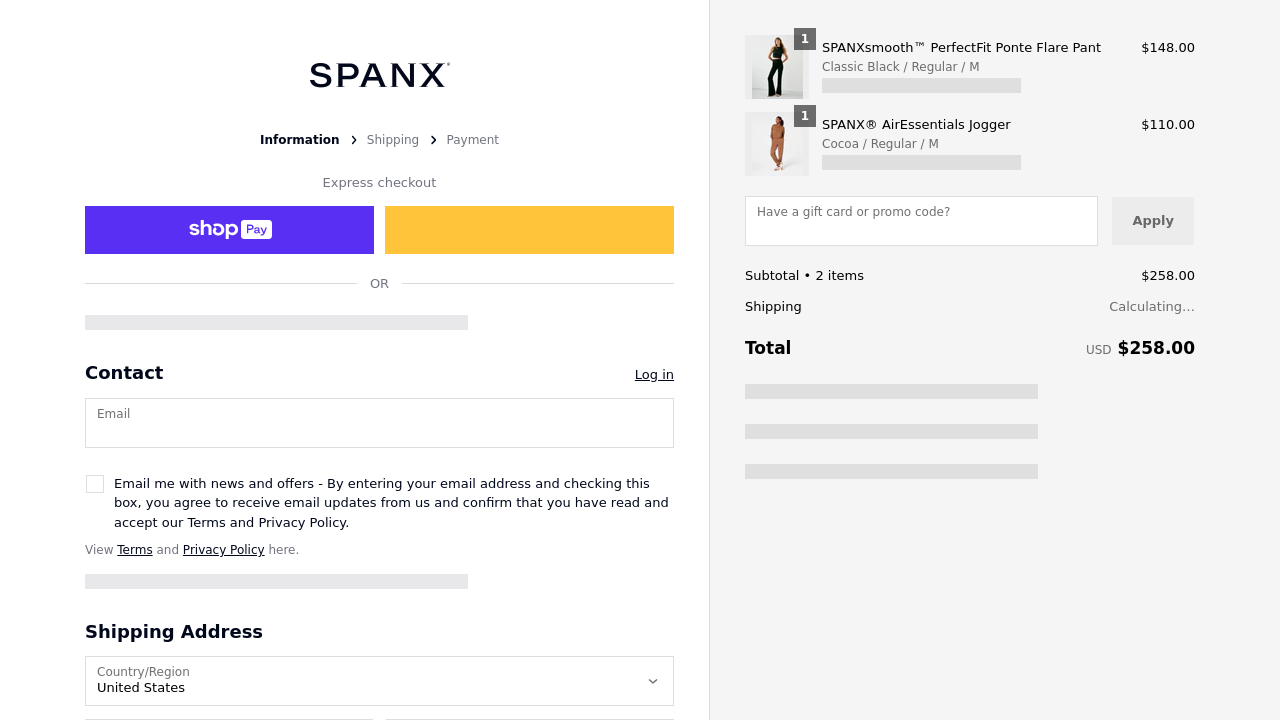 SPANX
Information
Shipping
Payment
Express checkout
shop Pay
OR
Contact
Log in
Email
Email me with news and offers - By entering your email address and checking this
box, you agree to receive email updates from us and confirm that you have read and
accept our Terms and Privacy Policy.
View Terms and Privacy Policy here.
Shipping Address
Country/Region
United States
1
SPANXsmooth™ PerfectFit Ponte Flare Pant
$148.00
Classic Black / Regular / M
1
SPANX® AirEssentials Jogger
$110.00
Cocoa / Regular / M
Have a gift card or promo code?
Apply
Subtotal • 2 items
$258.00
Shipping
Calculating…
Total
USD $258.00